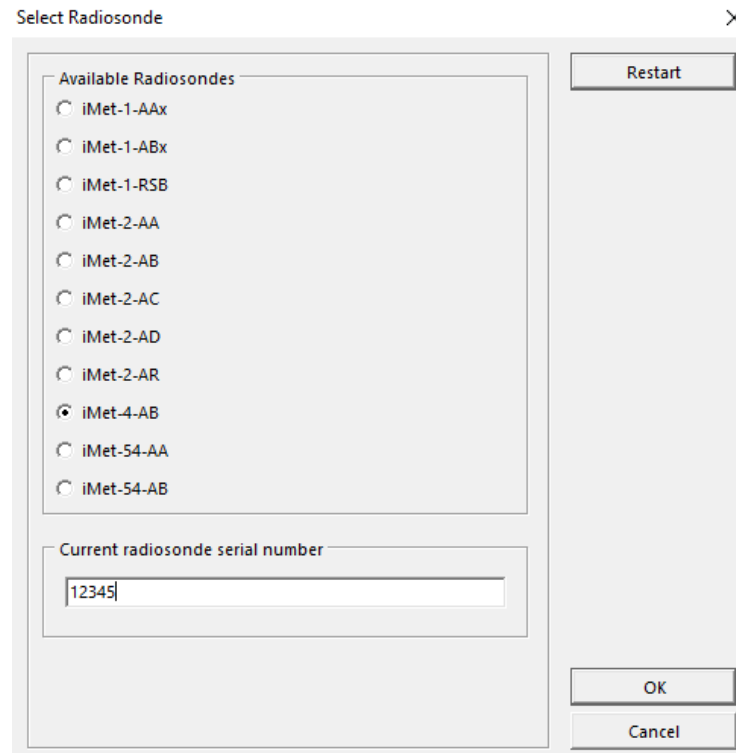 Select Radiosonde
Available Radiosondes
iMet-1-AAx
iMet-1-ABx
iMet-1-RSB
iMet-2-AA
iMet-2-AB
iMet-2-AC
iMet-2-AD
iMet-2-AR
iMet-4-AB
iMet-54-AA
iMet-54-AB
Current radiosonde serial number
12345
Restart
OK
Cancel